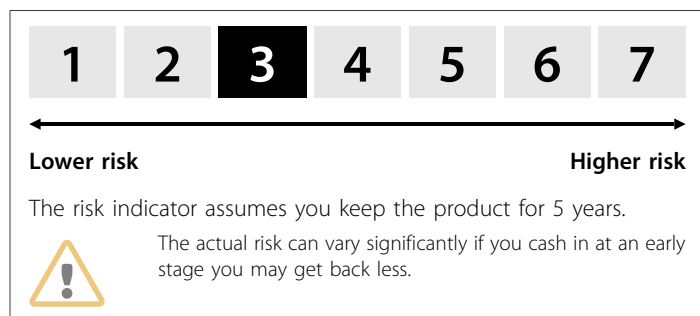 1 2 3 4 5 6 7
Lower risk Higher risk
The risk indicator assumes you keep the product for 5 years.
The actual risk can vary significantly if you cash in at an early
stage you may get back less.